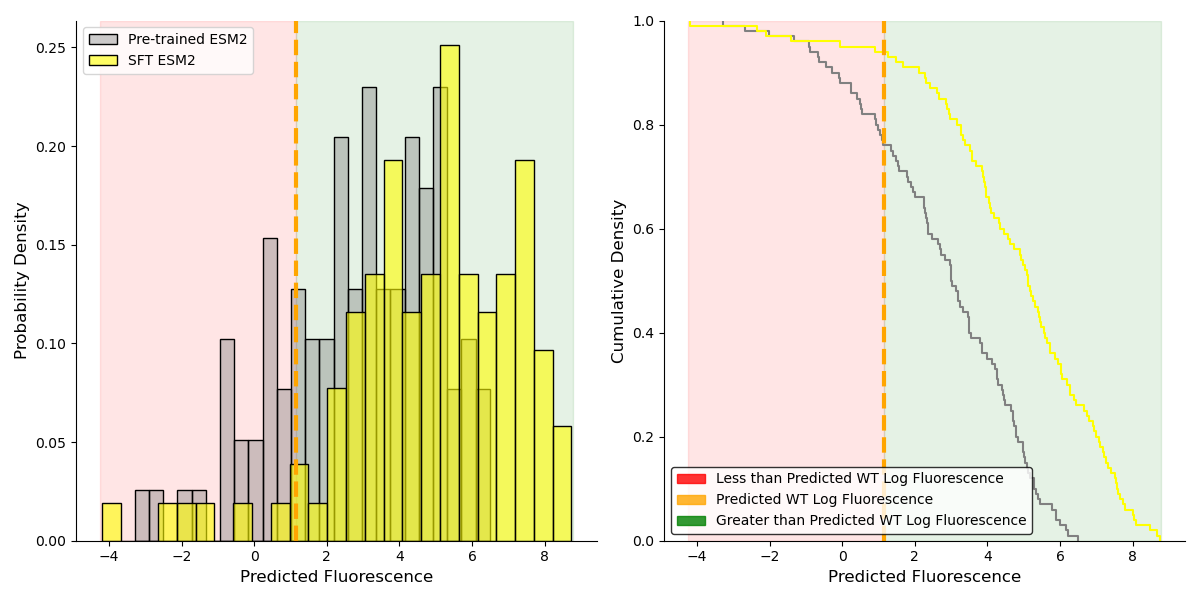 Pre-trained ESM2
SFT ESM2
0.25
0.20
0.15
0.10
0.05
0.00
Probability Density
−4
−2
0
2
4
6
8
Predicted Fluorescence
1.0
0.8
0.6
0.4
0.2
0.0
Cumulative Density
Less than Predicted WT Log Fluorescence
Predicted WT Log Fluorescence
Greater than Predicted WT Log Fluorescence
−4
−2
0
2
4
6
8
Predicted Fluorescence